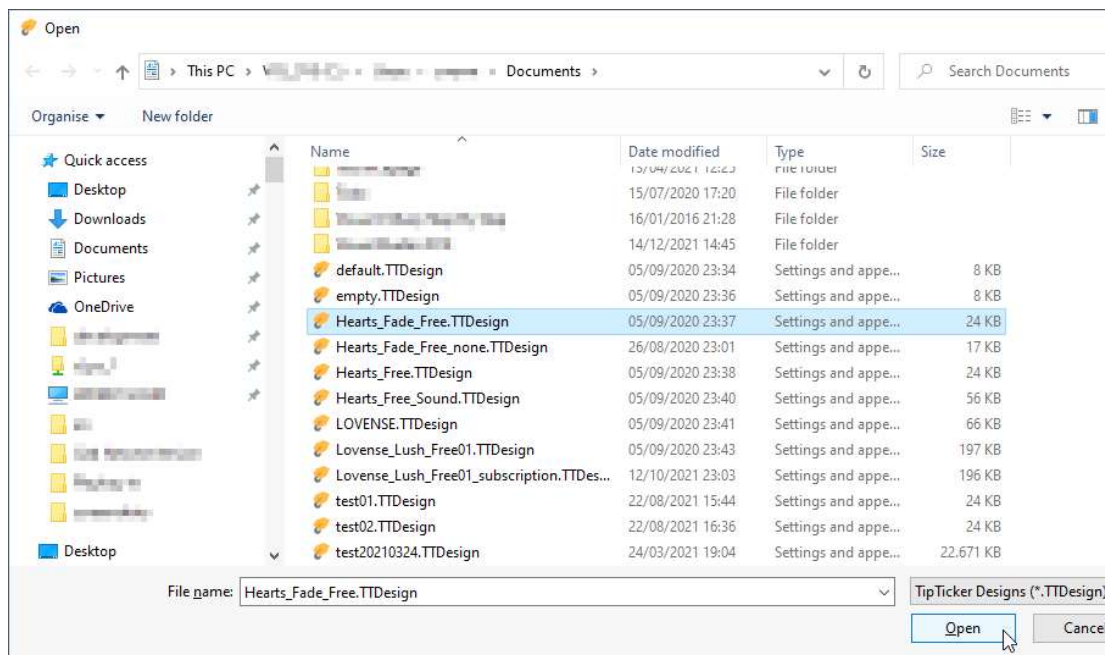 Open
This PC > Documents >
Search Documents
Organise New folder
Quick access
Desktop
Downloads
Documents
Pictures
OneDrive
Desktop
Name Date modified Type Size
13/04/2021 12:25 File folder
15/07/2020 17:20 File folder
16/01/2016 21:28 File folder
14/12/2021 14:45 File folder
default.TTDesign 05/09/2020 23:34 Settings and appe... 8 KB
empty.TTDesign 05/09/2020 23:36 Settings and appe... 8 KB
Hearts_Fade_Free.TTDesign 05/09/2020 23:37 Settings and appe... 24 KB
Hearts_Fade_Free_none.TTDesign 26/08/2020 23:01 Settings and appe... 17 KB
Hearts_Free.TTDesign 05/09/2020 23:38 Settings and appe... 24 KB
Hearts_Free_Sound.TTDesign 05/09/2020 23:40 Settings and appe... 56 KB
LOVENSE.TTDesign 05/09/2020 23:41 Settings and appe... 66 KB
Lovense_Lush_Free01.TTDesign 05/09/2020 23:43 Settings and appe... 197 KB
Lovense_Lush_Free01_subscription.TTDes... 12/10/2021 23:03 Settings and appe... 196 KB
test01.TTDesign 22/08/2021 15:44 Settings and appe... 24 KB
test02.TTDesign 22/08/2021 16:36 Settings and appe... 24 KB
test20210324.TTDesign 24/03/2021 19:04 Settings and appe... 22.671 KB
File name: Hearts_Fade_Free.TTDesign
TipTicker Designs (*.TTDesign)
Open Cancel